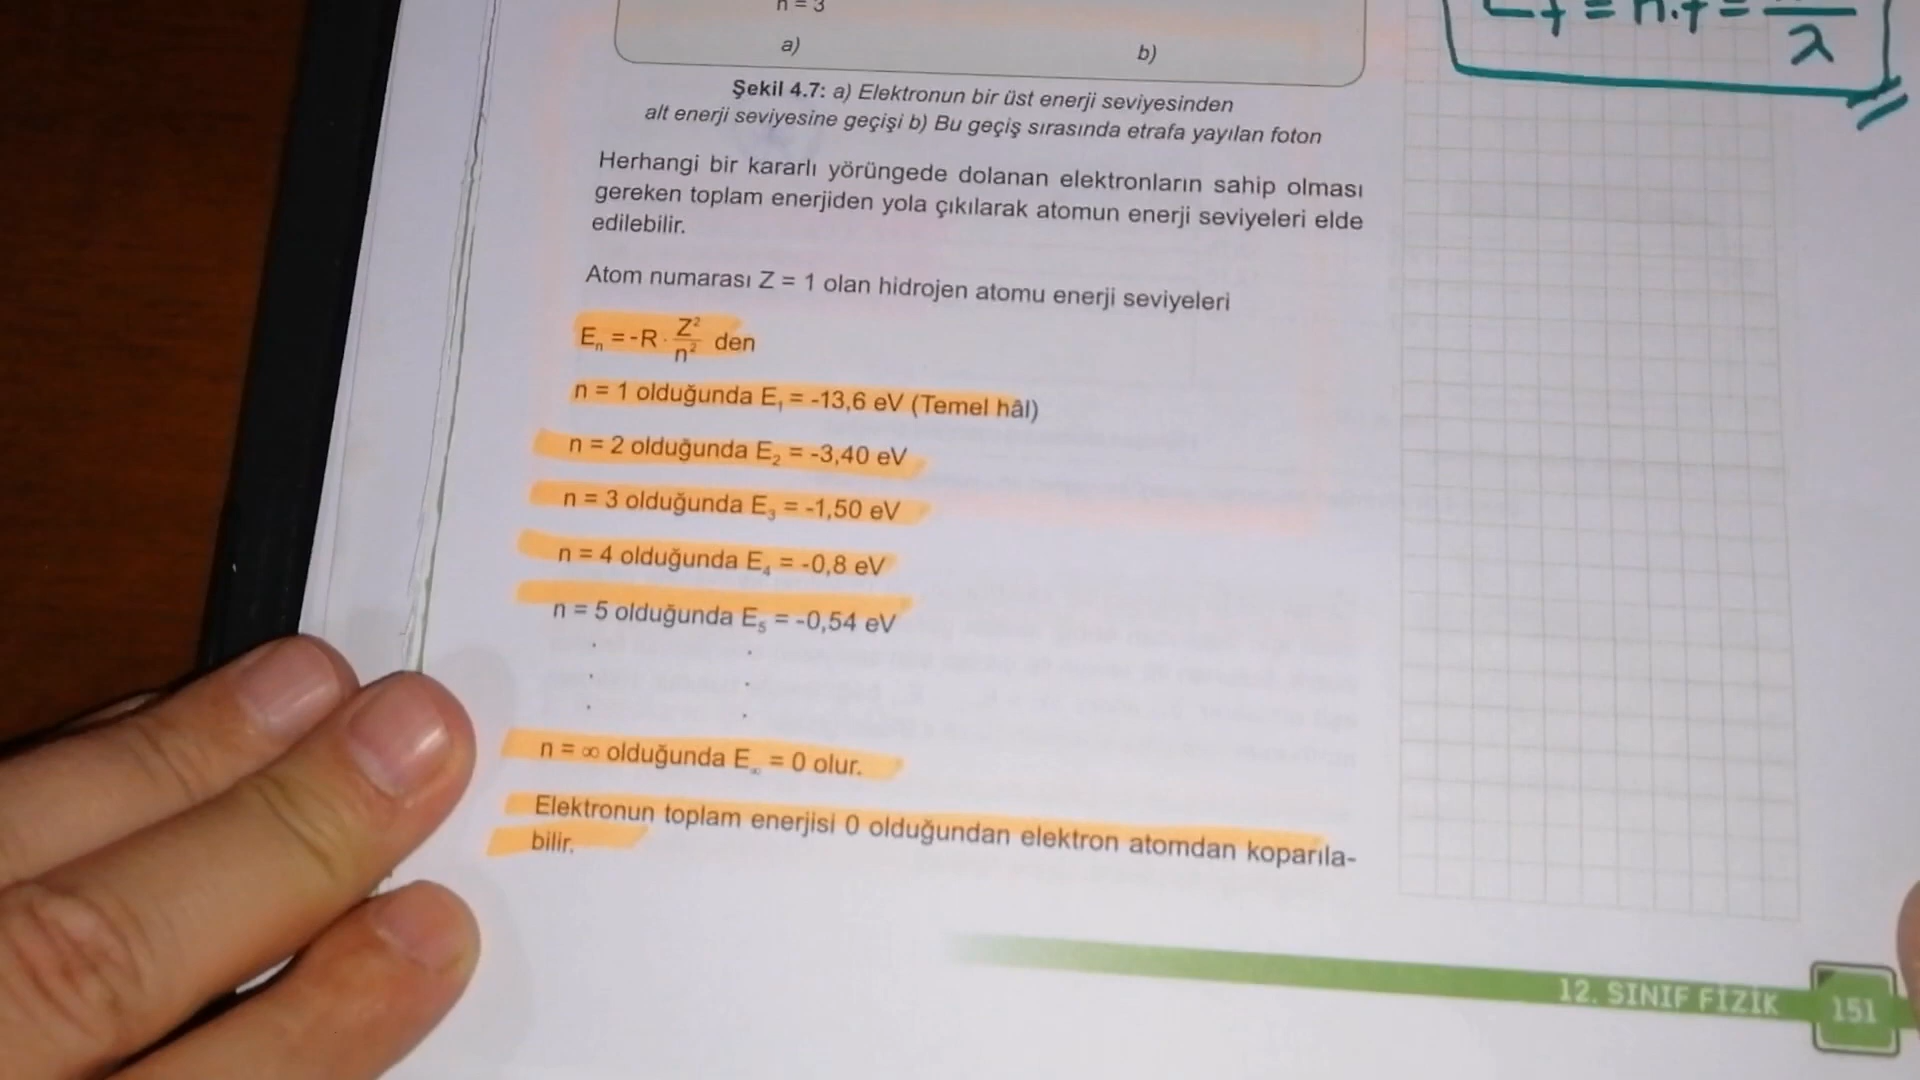 n = 3
a)
b)
= h.f =
λ
Şekil 4.7: a) Elektronun bir üst enerji seviyesinden
alt enerji seviyesine geçişi b) Bu geçiş sırasında etrafa yayılan foton
Herhangi bir kararlı yörüngede dolanan elektronların sahip olması
gereken toplam enerjiden yola çıkılarak atomun enerji seviyeleri elde
edilebilir.
Atom numarası Z = 1 olan hidrojen atomu enerji seviyeleri
Eₙ = -R · Z²/n² den
n = 1 olduğunda E₁ = -13,6 eV (Temel hâl)
n = 2 olduğunda E₂ = -3,40 eV
n = 3 olduğunda E₃ = -1,50 eV
n = 4 olduğunda E₄ = -0,8 eV
n = 5 olduğunda E₅ = -0,54 eV
n = ∞ olduğunda E∞ = 0 olur.
Elektronun toplam enerjisi 0 olduğundan elektron atomdan koparıla-
bilir.
12. SINIF FİZİK
151